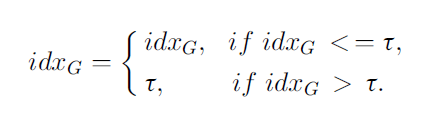 idx_G = { idx_G, if idx_G <= τ,
τ, if idx_G > τ.